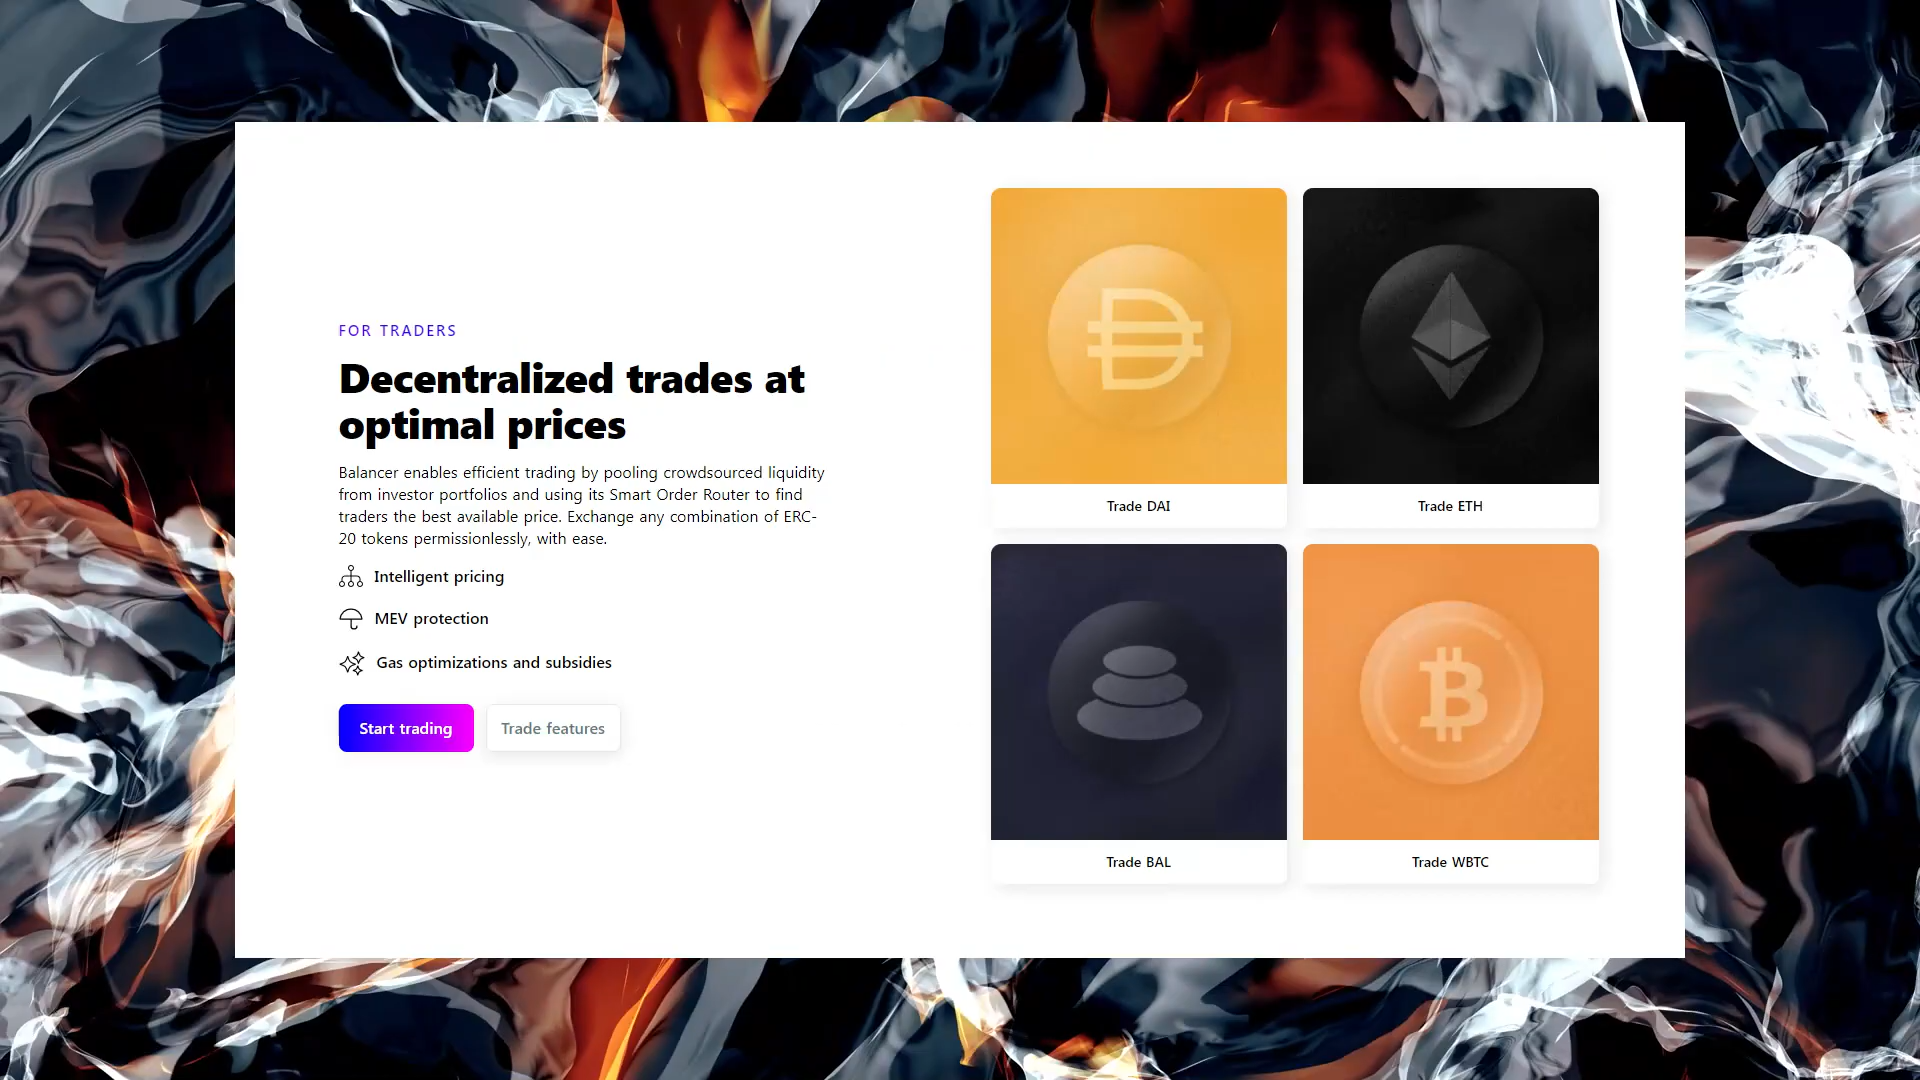 FOR TRADERS
Decentralized trades at
optimal prices
Balancer enables efficient trading by pooling crowdsourced liquidity
from investor portfolios and using its Smart Order Router to find
traders the best available price. Exchange any combination of ERC-
20 tokens permissionlessly, with ease.
Intelligent pricing
MEV protection
Gas optimizations and subsidies
Start trading
Trade features
Trade DAI
Trade ETH
Trade BAL
Trade WBTC